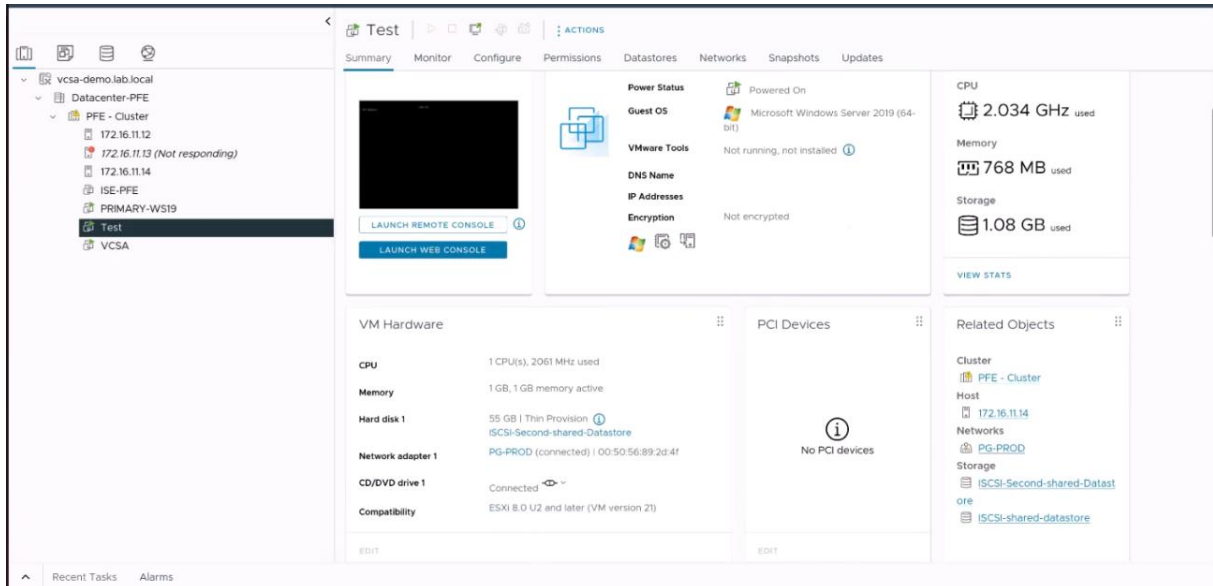 Test
ACTIONS
Summary Monitor Configure Permissions Datastores Networks Snapshots Updates
vcsa-demo.lab.local
Datacenter-PFE
PFE - Cluster
172.16.11.12
172.16.11.13 (Not responding)
172.16.11.14
ISE-PFE
PRIMARY-WS19
Test
VCSA
LAUNCH REMOTE CONSOLE
LAUNCH WEB CONSOLE
Power Status Powered On
Guest OS Microsoft Windows Server 2019 (64-
bit)
VMware Tools Not running, not installed
DNS Name
IP Addresses
Encryption Not encrypted
CPU
2.034 GHz used
Memory
768 MB used
Storage
1.08 GB used
VIEW STATS
VM Hardware
CPU 1 CPU(s), 2061 MHz used
Memory 1 GB, 1 GB memory active
Hard disk 1 55 GB | Thin Provision
ISCSI-Second-shared-Datastore
Network adapter 1 PG-PROD (connected) | 00:50:56:89:2d:4f
CD/DVD drive 1 Connected
Compatibility ESXi 8.0 U2 and later (VM version 21)
EDIT
PCI Devices
No PCI devices
EDIT
Related Objects
Cluster
PFE - Cluster
Host
172.16.11.14
Networks
PG-PROD
Storage
ISCSI-Second-shared-Datast
ore
ISCSI-shared-datastore
Recent Tasks Alarms